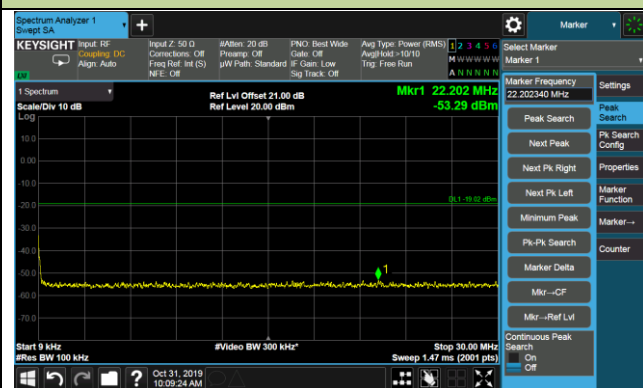 Spectrum Analyzer 1
Swept SA
Marker
KEYSIGHT
Input: RF
Coupling: DC
Align: Auto
Input Z: 50 Ω
Corrections: Off
Freq Ref: Int (S)
NFE: Off
#Atten: 20 dB
Preamp: Off
µW Path: Standard
PNO: Best Wide
Gate: Off
IF Gain: Low
Sig Track: Off
Avg Type: Power (RMS)
Avg|Hold:>10/10
Trig: Free Run
1 2 3 4 5 6
M W W W W W
A N N N N N
LXI
Select Marker
Marker 1
1 Spectrum
Scale/Div 10 dB
Log
Ref Lvl Offset 21.00 dB
Ref Level 20.00 dBm
Mkr1 22.202 MHz
-53.29 dBm
10.0
0.00
-10.0
-20.0
-30.0
-40.0
-50.0
-60.0
-70.0
DL1 -19.02 dBm
1
Start 9 kHz
#Res BW 100 kHz
#Video BW 300 kHz*
Stop 30.00 MHz
Sweep 1.47 ms (2001 pts)
Marker Frequency
22.202340 MHz
Peak Search
Next Peak
Next Pk Right
Next Pk Left
Minimum Peak
Pk-Pk Search
Marker Delta
Mkr→CF
Mkr→Ref Lvl
Continuous Peak
Search
On
Off
Settings
Peak
Search
Pk Search
Config
Properties
Marker
Function
Marker→
Counter
Oct 31, 2019
10:09:24 AM